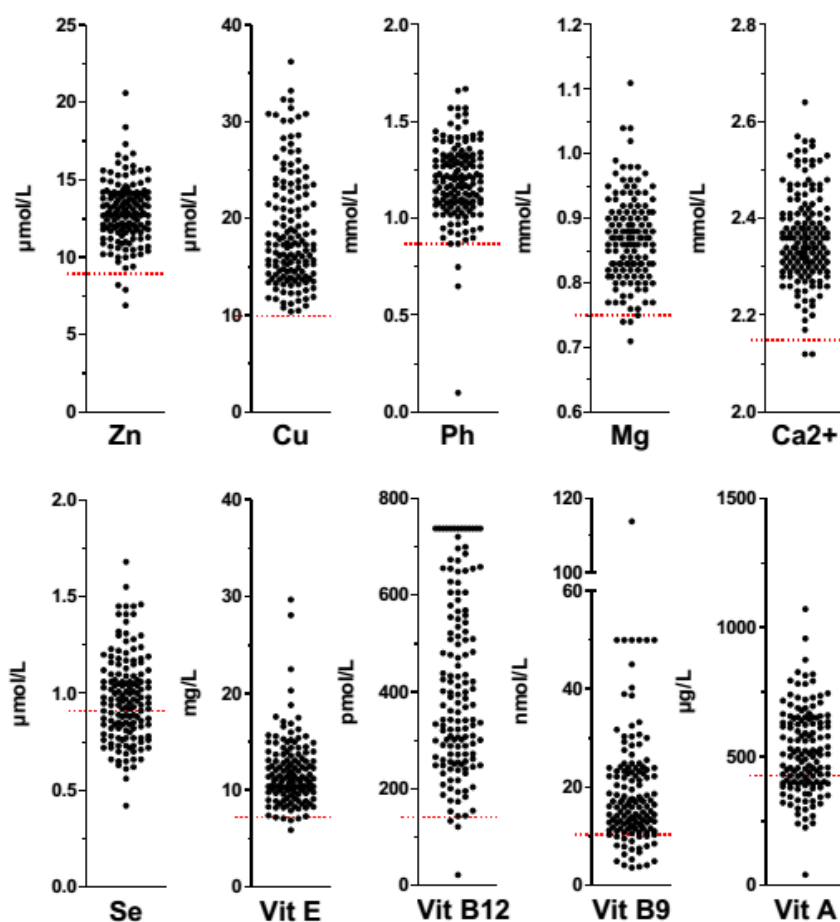 25
20
15
10
5
0
μmol/L
Zn
40
30
20
10
0
μmol/L
Cu
2.0
1.5
1.0
0.5
0.0
mmol/L
Ph
1.2
1.1
1.0
0.9
0.8
0.7
0.6
mmol/L
Mg
2.8
2.6
2.4
2.2
2.0
mmol/L
Ca2+
2.0
1.5
1.0
0.5
0.0
μmol/L
Se
40
30
20
10
0
mg/L
Vit E
800
600
400
200
0
pmol/L
Vit B12
120
100
60
40
20
0
nmol/L
Vit B9
1500
1000
500
0
μg/L
Vit A